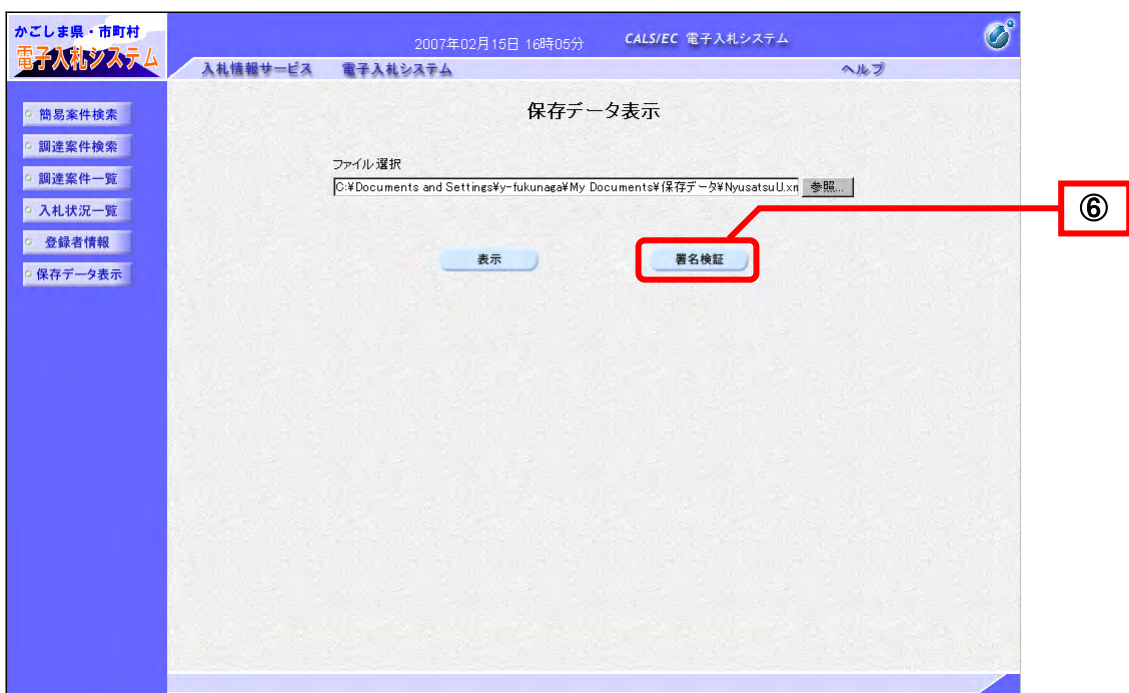 かごしま県・市町村
電子入札システム
2007年02月15日 16時05分
CALS/EC 電子入札システム
入札情報サービス
電子入札システム
ヘルプ
簡易案件検索
調達案件検索
調達案件一覧
入札状況一覧
登録者情報
保存データ表示
保存データ表示
ファイル選択
C:¥Documents and Settings¥y-fukunaga¥My Documents¥保存データ¥NyusatsuU.xm
参照...
表示
署名検証
⑥